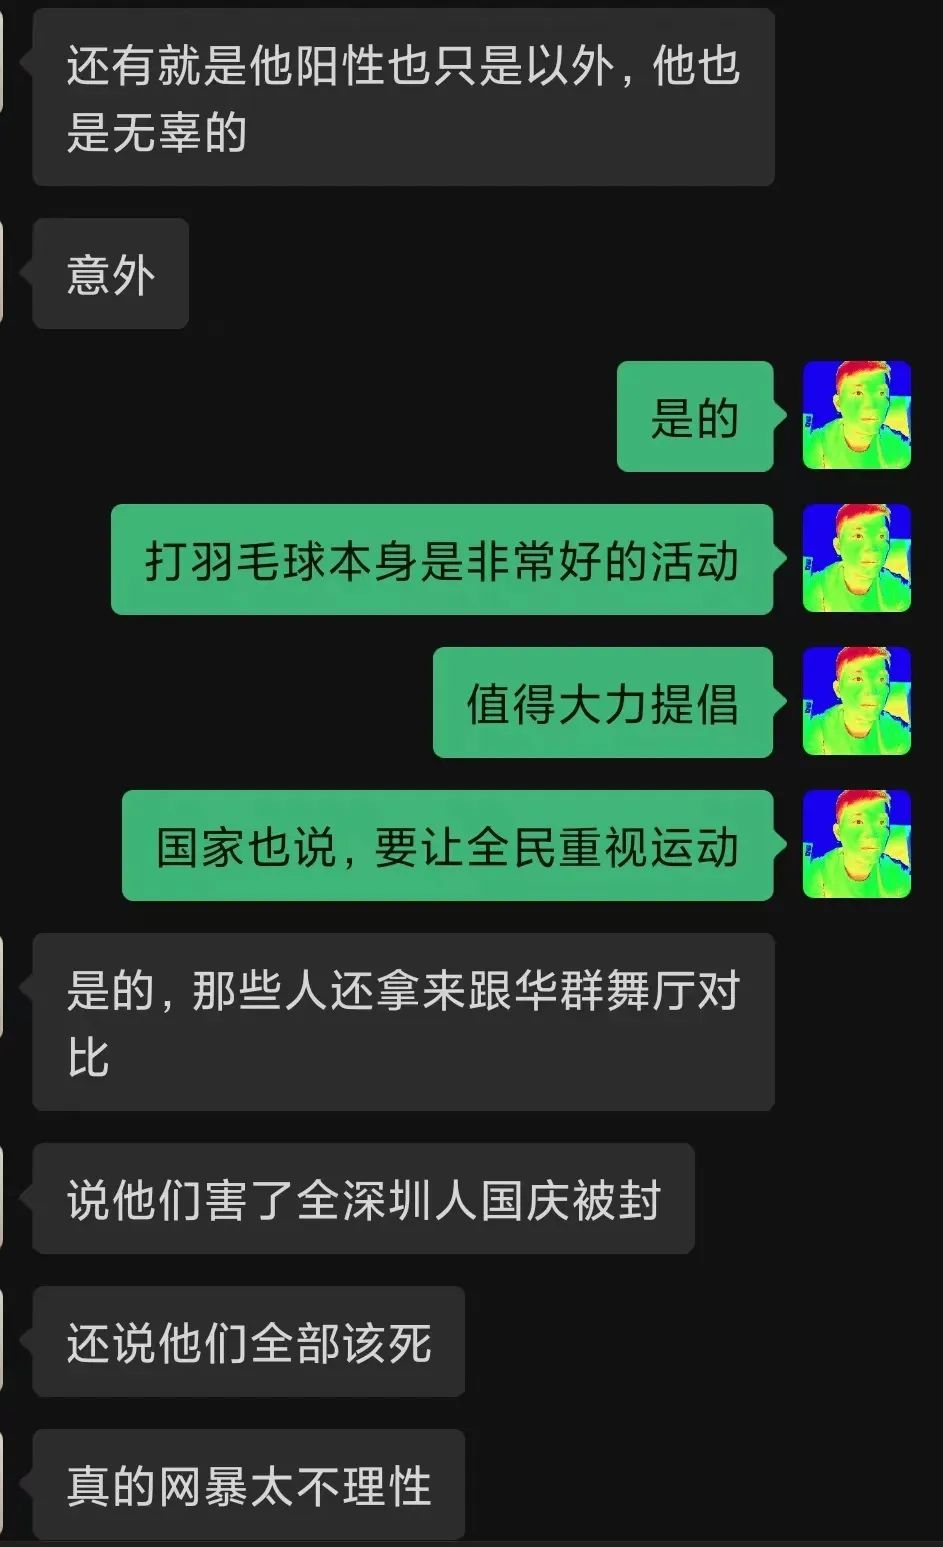 还有就是他阳性也只是以外，他也
是无辜的
意外
是的
打羽毛球本身是非常好的活动
值得大力提倡
国家也说，要让全民重视运动
是的，那些人还拿来跟华群舞厅对
比
说他们害了全深圳人国庆被封
还说他们全部该死
真的网暴太不理性